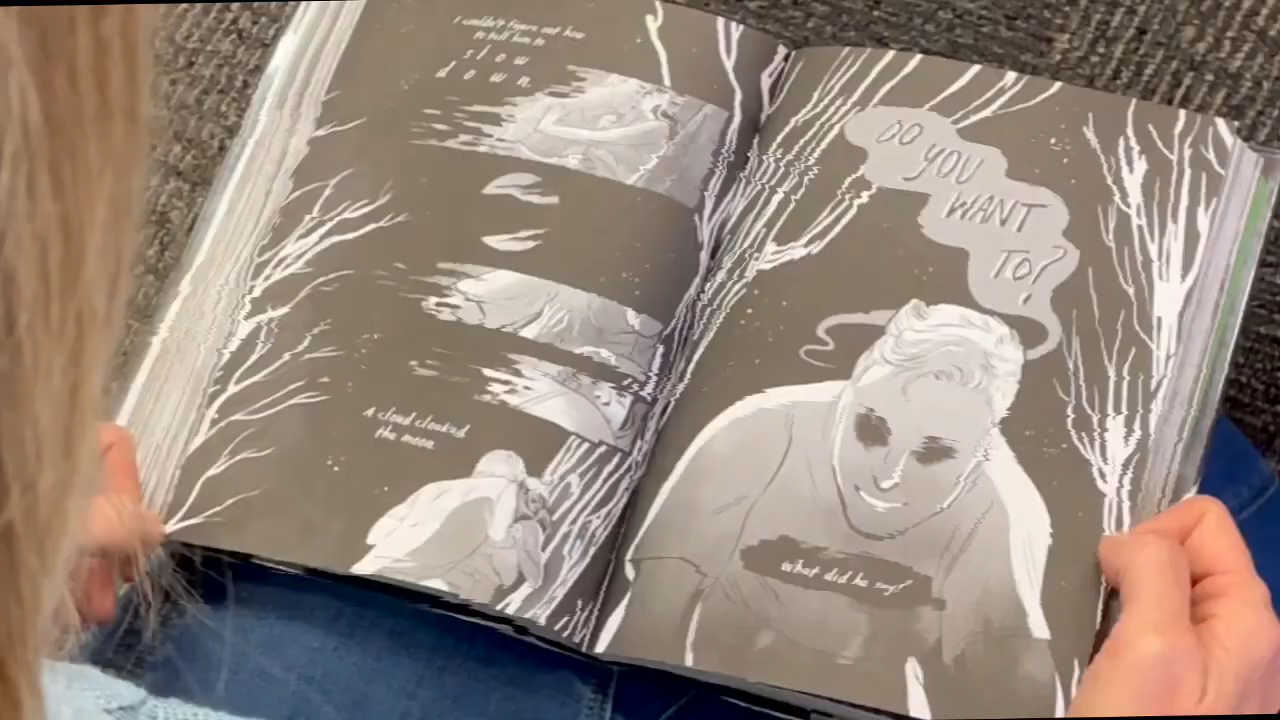 I couldn't figure out how
to tell him to
slow
down.
A cloud cloaked
the moon.
DO YOU
WANT
TO?
What did he say?